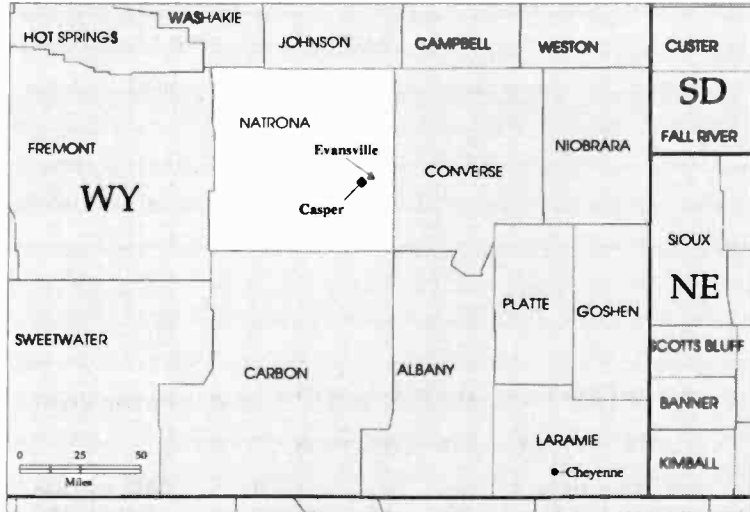 WASHAKIE
HOT SPRINGS
JOHNSON
CAMPBELL
WESTON
CUSTER
SD
NATRONA
FALL RIVER
FREMONT
Evansville
NIOBRARA
CONVERSE
WY
Casper
SIOUX
NE
PLATTE
GOSHEN
SWEETWATER
SCOTTS BLUFF
CARBON
ALBANY
BANNER
LARAMIE
0 25 50
Miles
Cheyenne
KIMBALL